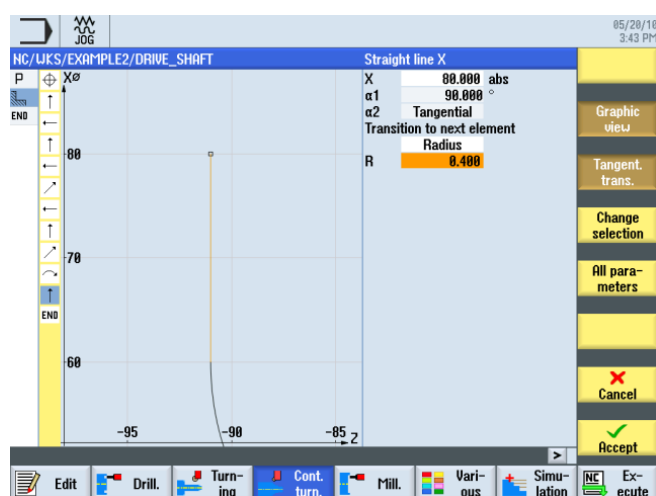 JOG
05/20/10
3:43 PM
NC/WKS/EXAMPLE2/DRIVE_SHAFT
Straight line X
P
END
END
XØ
80
70
60
-95
-90
-85 Z
X 80.000 abs
α1 90.000 °
α2 Tangential
Transition to next element
Radius
R 0.400
Graphic
view
Tangent.
trans.
Change
selection
All para-
meters
Cancel
Accept
>
Edit
Drill.
Turn-
ing
Cont.
turn.
Mill.
Vari-
ous
Simu-
lation
NC
Ex-
ecute